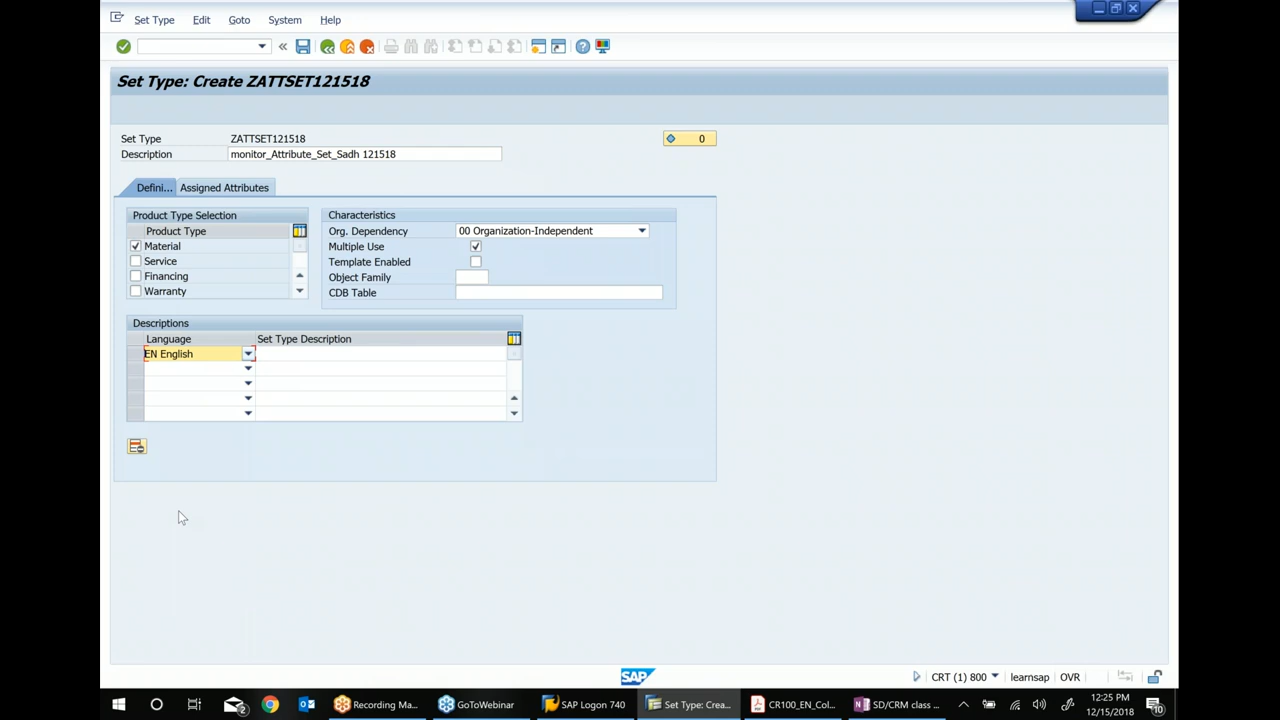 Set Type Edit Goto System Help
Set Type: Create ZATTSET121518
Set Type ZATTSET121518 0
Description monitor_Attribute_Set_Sadh 121518
Defini... Assigned Attributes
Product Type Selection Characteristics
Product Type Org. Dependency 00 Organization-Independent
Material Multiple Use
Service Template Enabled
Financing Object Family
Warranty CDB Table
Descriptions
Language Set Type Description
EN English
SAP CRT (1) 800 learnsap OVR
2 Recording Ma... GoToWebinar SAP Logon 740 Set Type: Crea... CR100_EN_Col... SD/CRM class ... 12:25 PM
12/15/2018 10